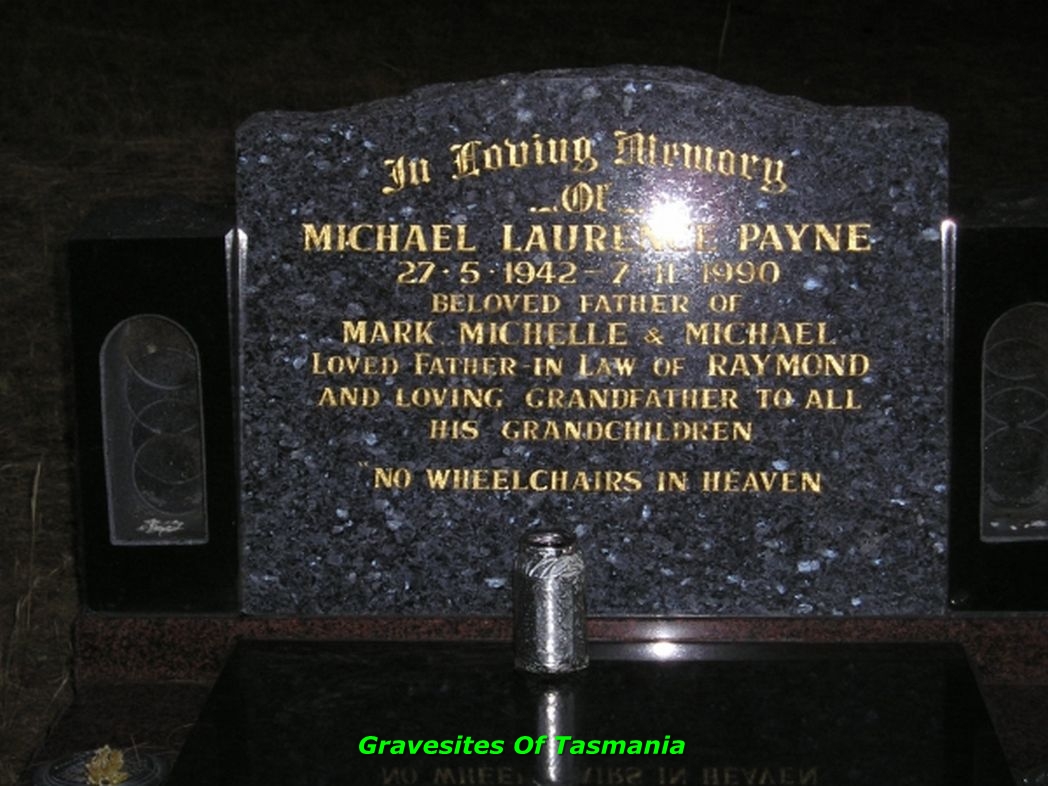 In Loving Memory
...Of...
MICHAEL LAURENCE PAYNE
27·5·1942 - 7·11·1990
BELOVED FATHER OF
MARK, MICHELLE & MICHAEL
LOVED FATHER-IN LAW OF RAYMOND
AND LOVING GRANDFATHER TO ALL
HIS GRANDCHILDREN
"NO WHEELCHAIRS IN HEAVEN
Gravesites Of Tasmania